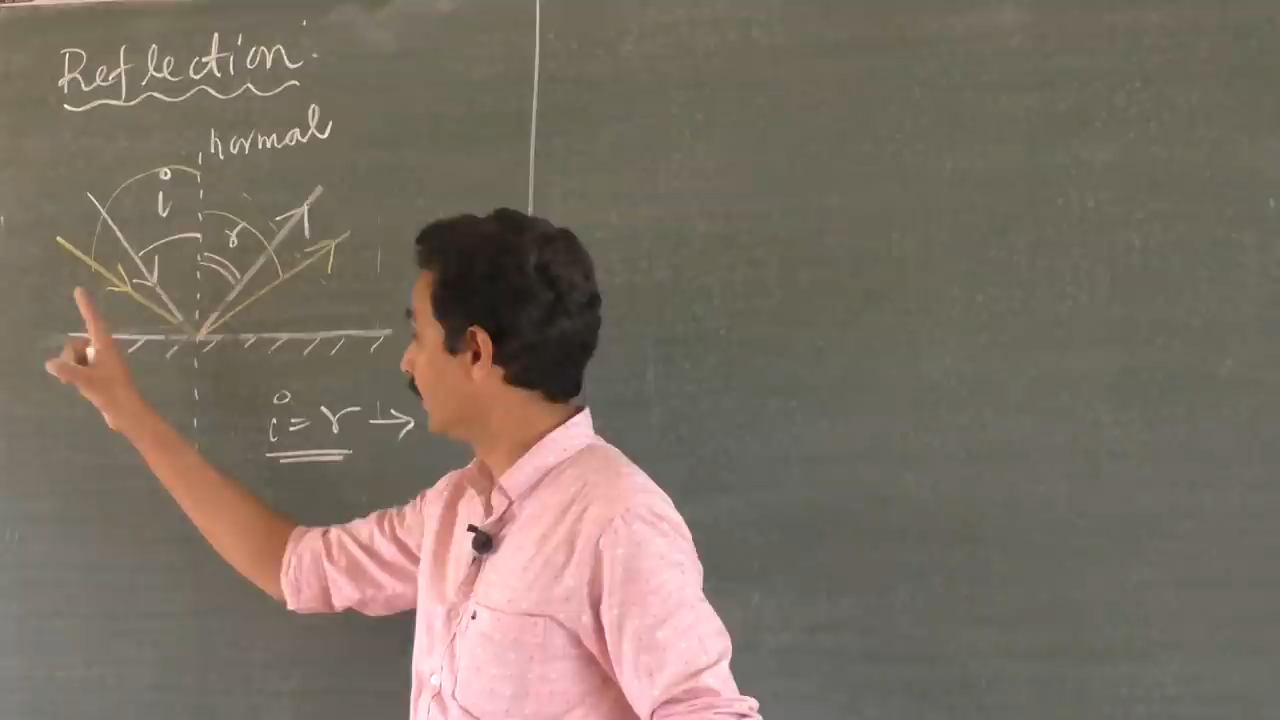 Reflection:
normal
i
r
i = r →